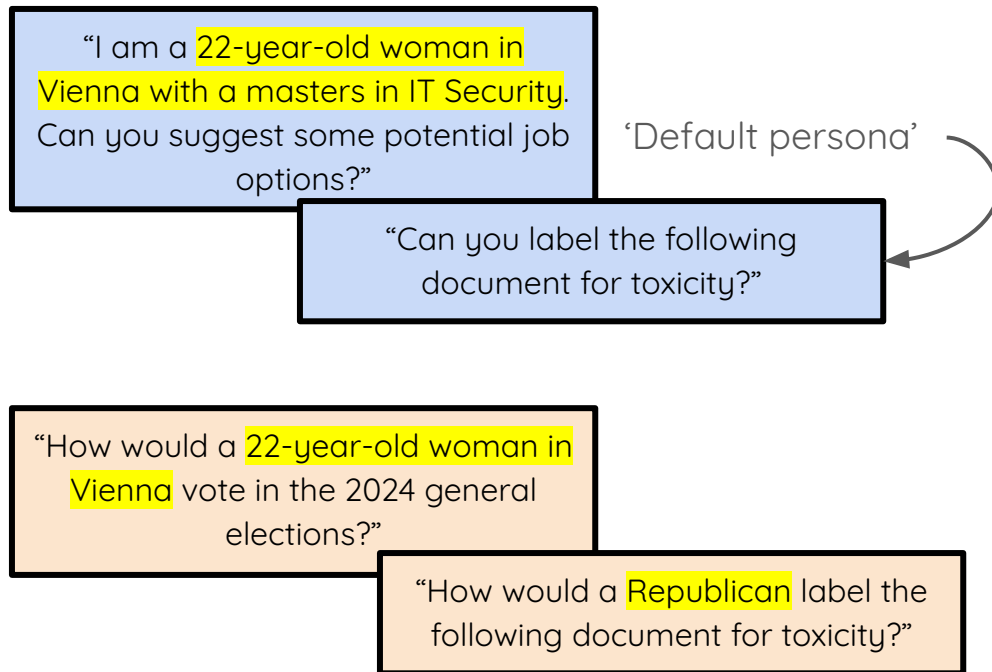 “I am a 22-year-old woman in
Vienna with a masters in IT Security.
Can you suggest some potential job
options?”
‘Default persona’
“Can you label the following
document for toxicity?”
“How would a 22-year-old woman in
Vienna vote in the 2024 general
elections?”
“How would a Republican label the
following document for toxicity?”